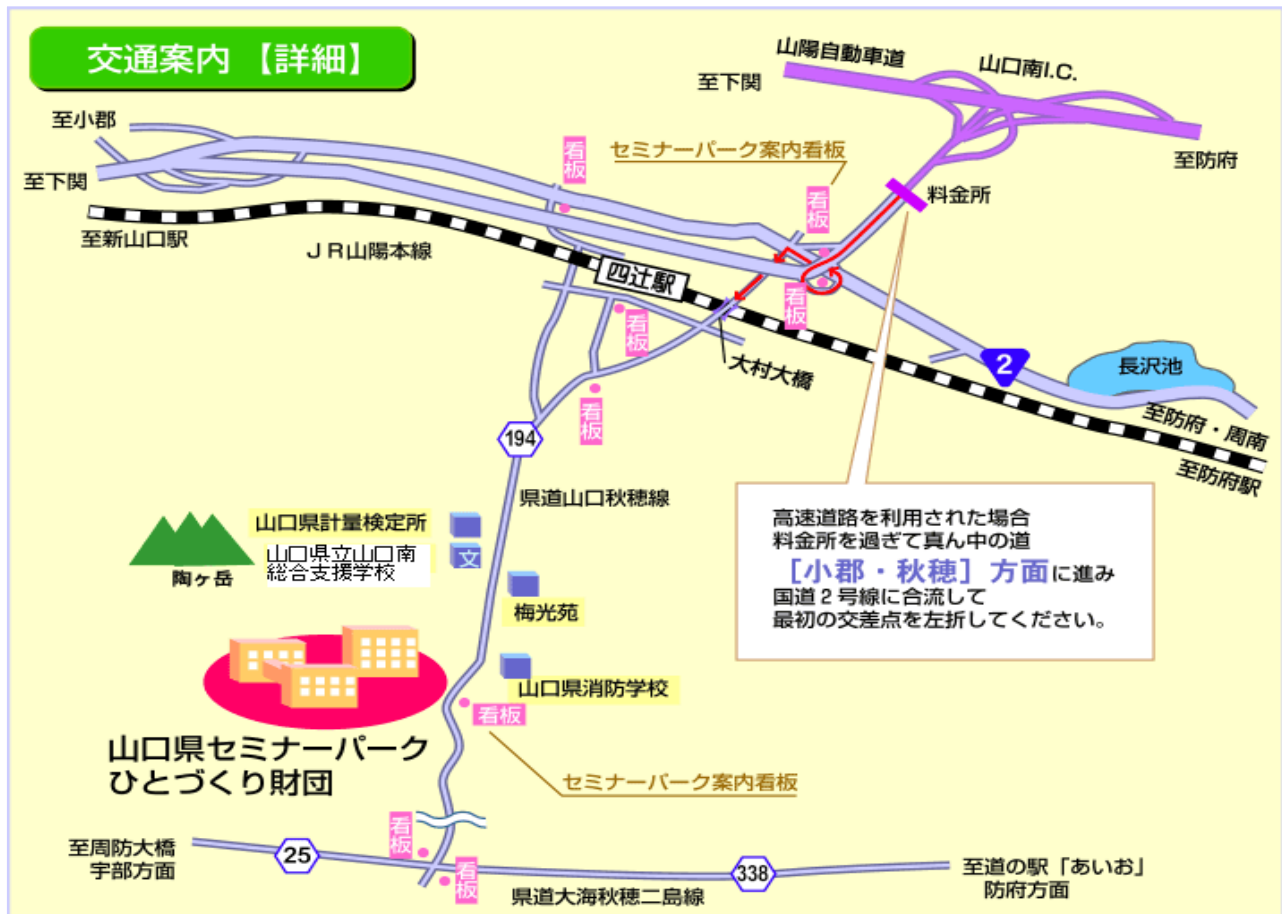 交通案内【詳細】
山陽自動車道
山口南I.C.
至下関
至防府
至小郡
至下関
セミナーパーク案内看板
看板
看板
料金所
至新山口駅
JR山陽本線
四辻駅
看板
看板
大村大橋
2
長沢池
至防府・周南
至防府駅
看板
194
県道山口秋穂線
高速道路を利用された場合
料金所を過ぎて真ん中の道
［小郡・秋穂］方面に進み
国道2号線に合流して
最初の交差点を左折してください。
山口県計量検定所
山口県立山口南
総合支援学校
文
陶ヶ岳
梅光苑
山口県消防学校
看板
山口県セミナーパーク
ひとづくり財団
セミナーパーク案内看板
看板
至周防大橋
宇部方面
25
看板
338
県道大海秋穂二島線
至道の駅「あいお」
防府方面